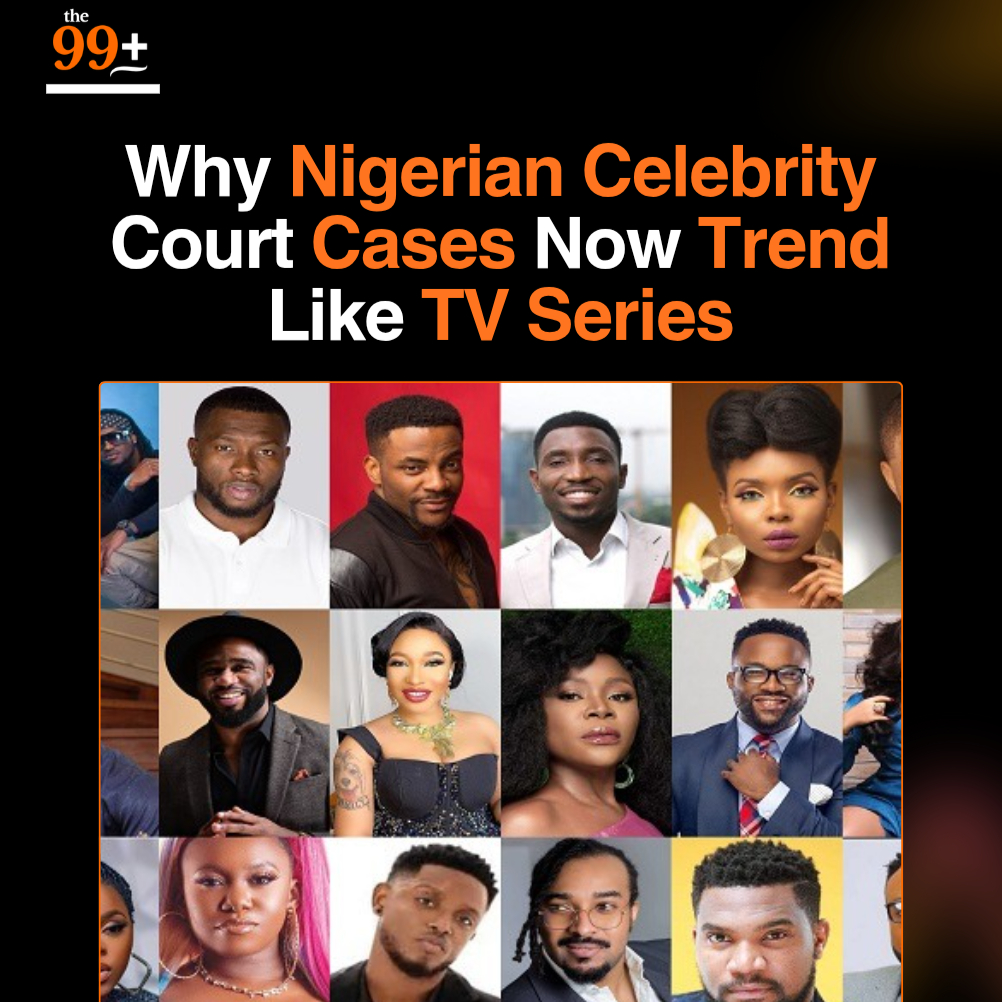 the
99+
Why Nigerian Celebrity
Court Cases Now Trend
Like TV Series